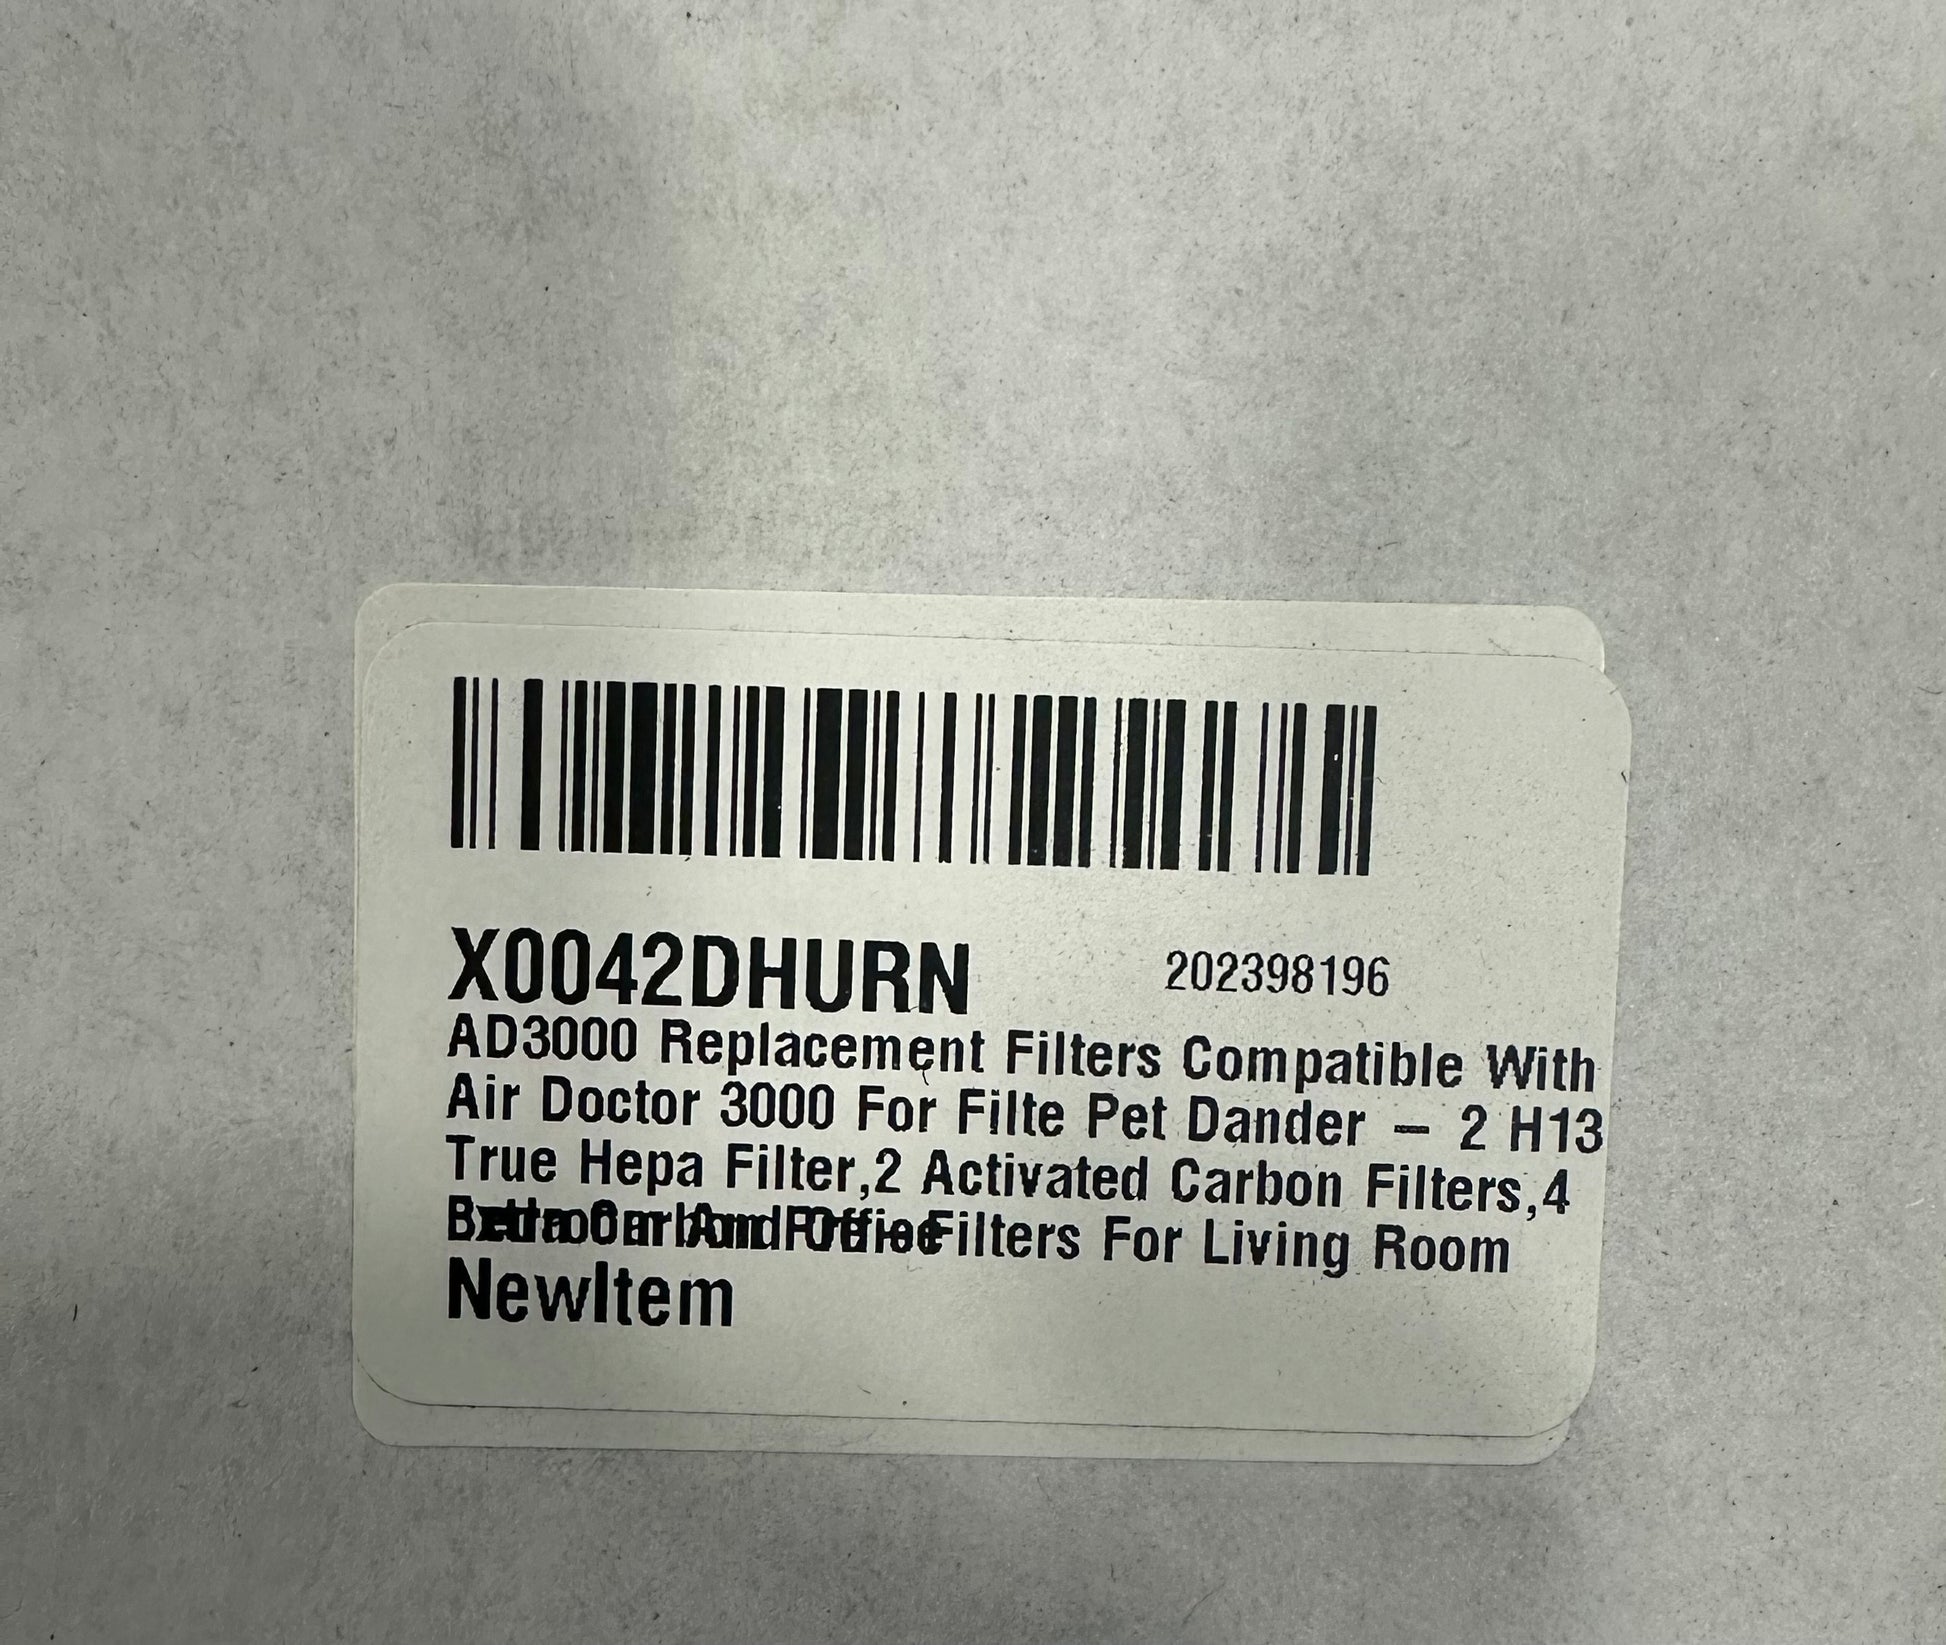 X0042DHURN 202398196
AD3000 Replacement Filters Compatible With
Air Doctor 3000 For Filte Pet Dander – 2 H13
True Hepa Filter,2 Activated Carbon Filters,4
Filters For Living Room
NewItem